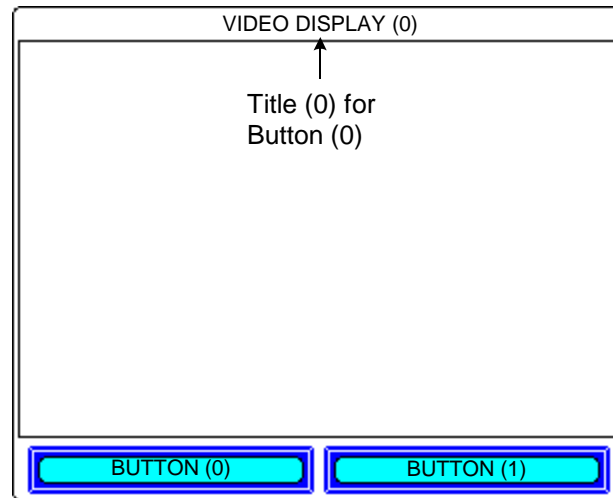 VIDEO DISPLAY (0)
Title (0) for
Button (0)
BUTTON (0)
BUTTON (1)